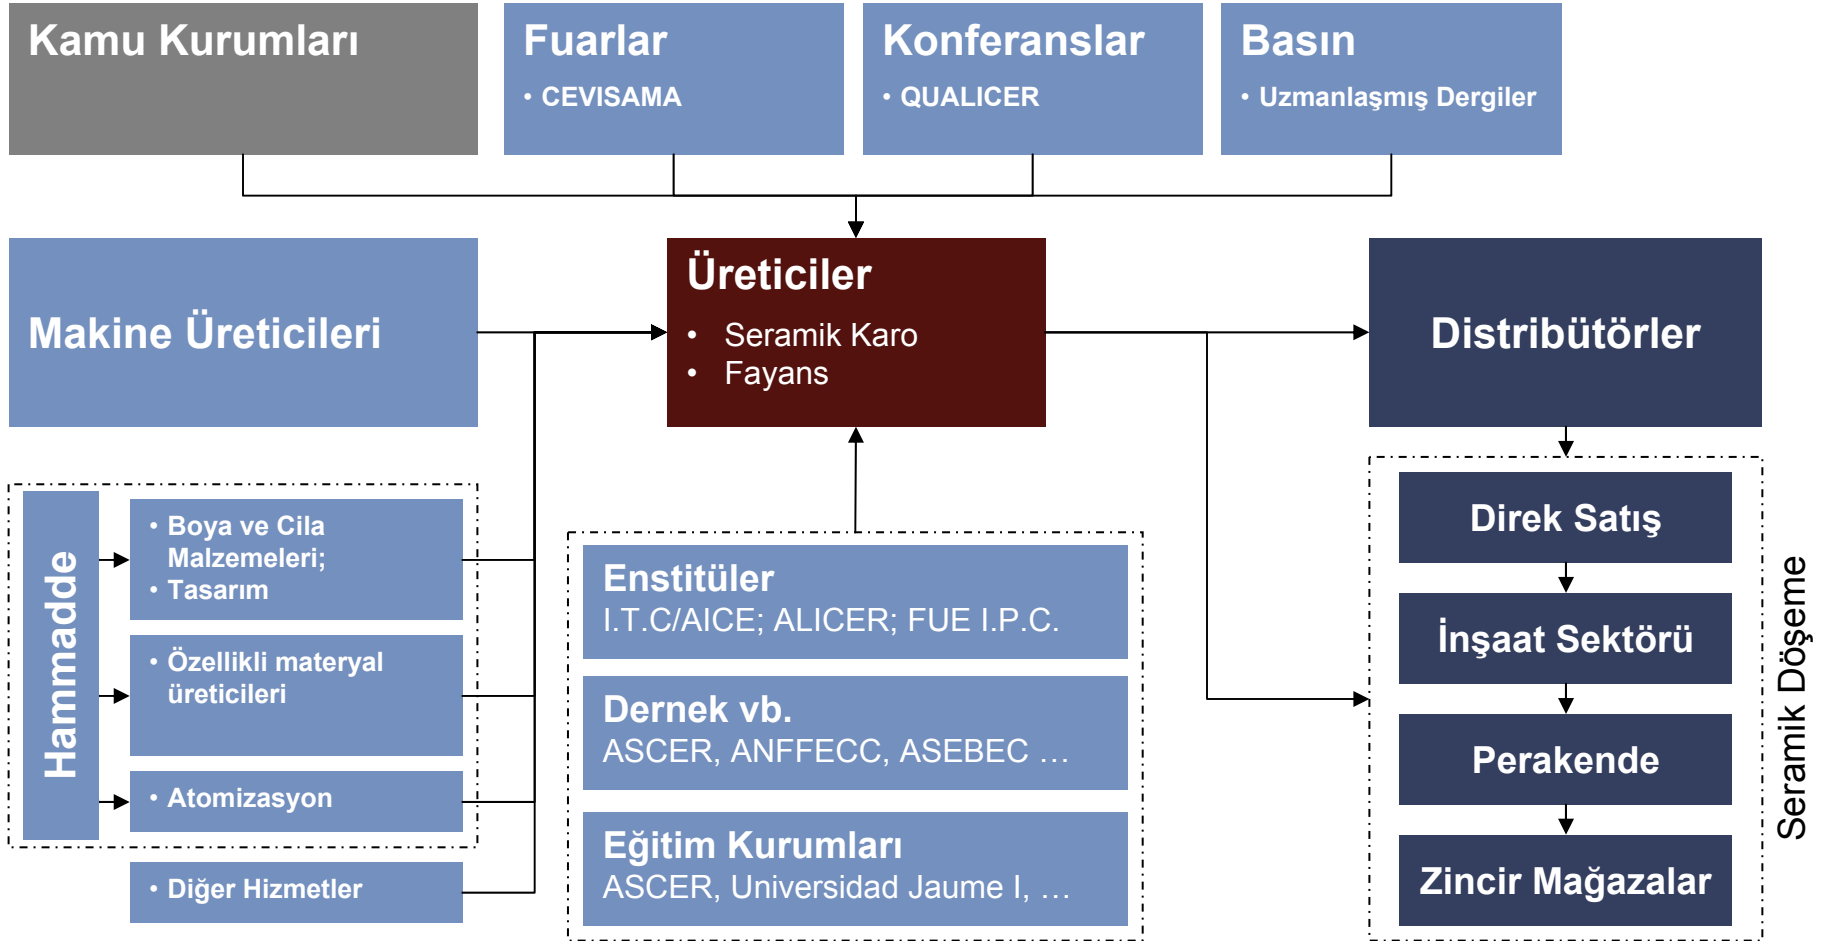 Kamu Kurumları
Fuarlar
• CEVISAMA
Konferanslar
• QUALICER
Basın
• Uzmanlaşmış Dergiler
Makine Üreticileri
Üreticiler
• Seramik Karo
• Fayans
Distribütörler
Hammadde
• Boya ve Cila
Malzemeleri;
• Tasarım
• Özellikli materyal
üreticileri
• Atomizasyon
• Diğer Hizmetler
Enstitüler
I.T.C/AICE; ALICER; FUE I.P.C.
Dernek vb.
ASCER, ANFFECC, ASEBEC …
Eğitim Kurumları
ASCER, Universidad Jaume I, …
Direk Satış
İnşaat Sektörü
Perakende
Zincir Mağazalar
Seramik Döşeme